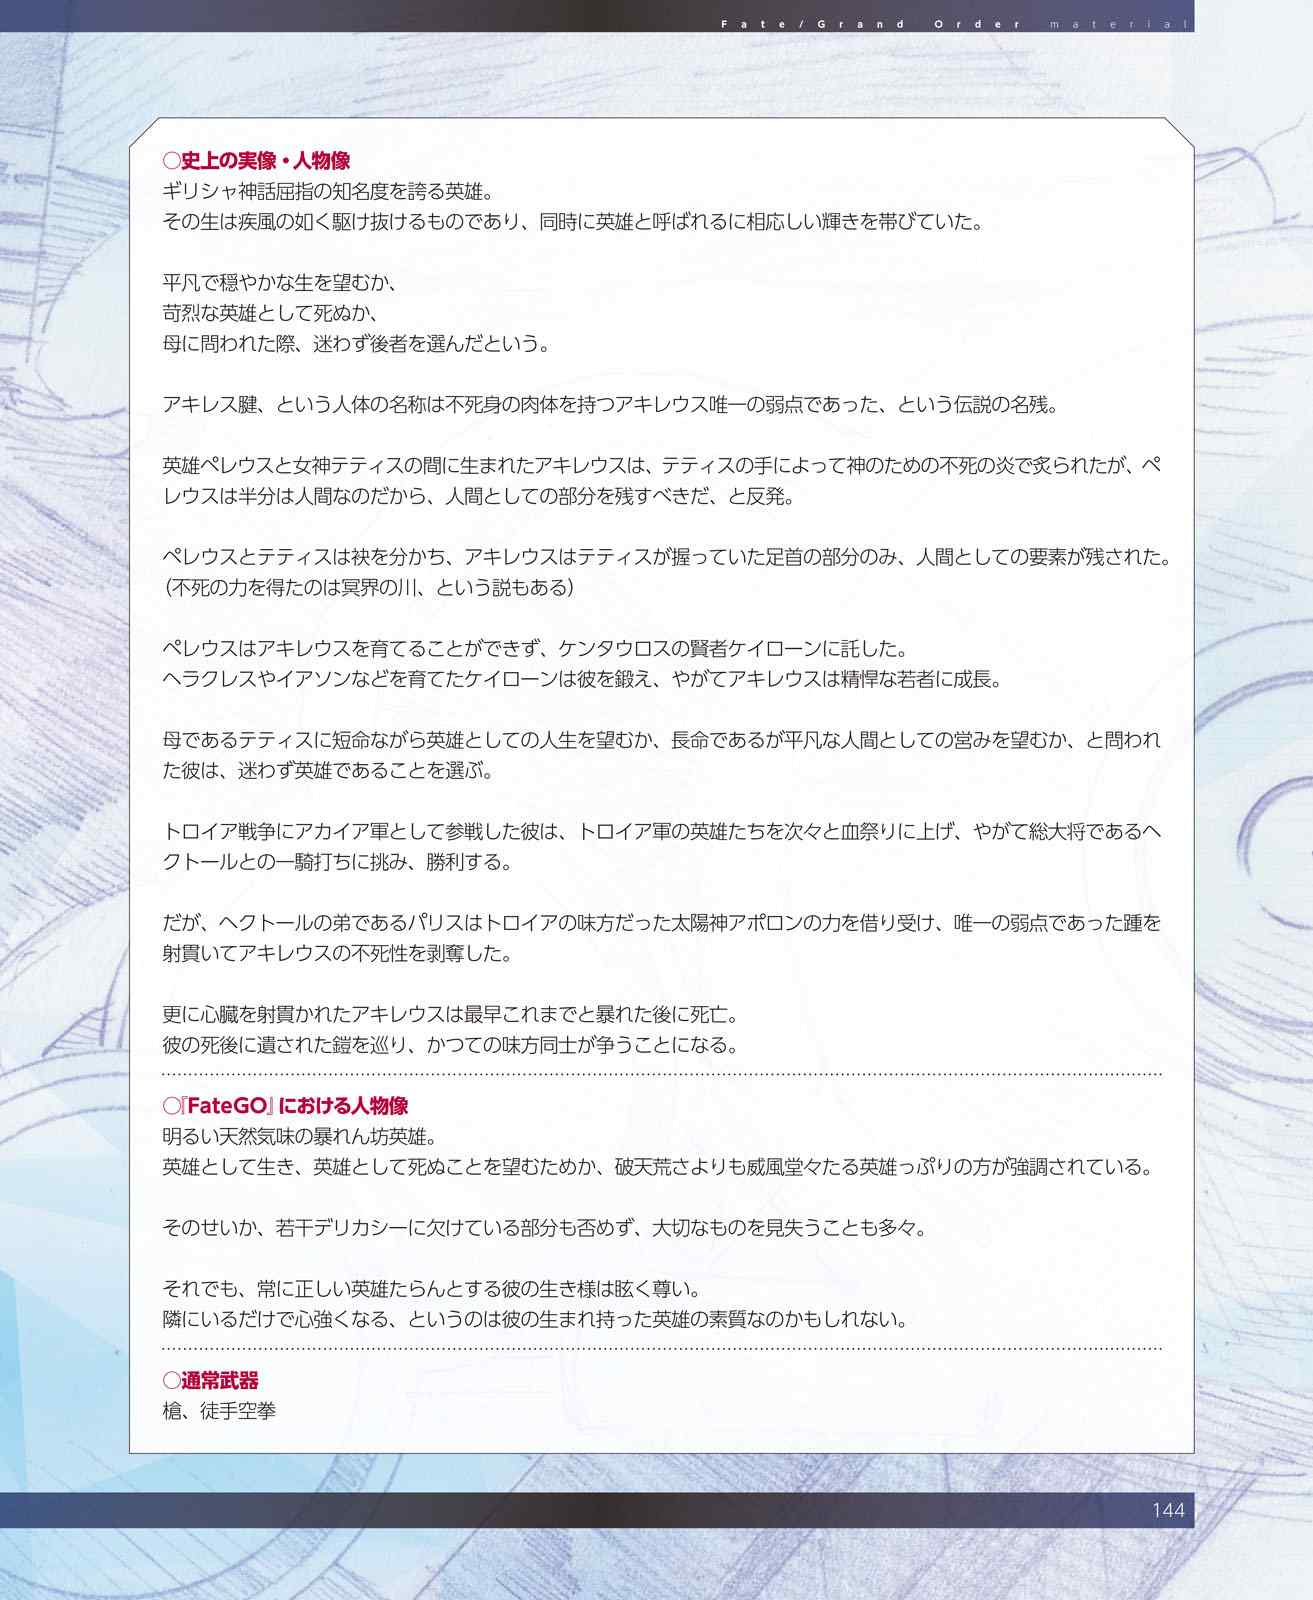 Fate/Grand Order material
○史上の実像・人物像
ギリシャ神話屈指の知名度を誇る英雄。
その生は疾風の如く駆け抜けるものであり、同時に英雄と呼ばれるに相応しい輝きを帯びていた。
平凡で穏やかな生を望むか、
苛烈な英雄として死ぬか、
母に問われた際、迷わず後者を選んだという。
アキレス腱、という人体の名称は不死身の肉体を持つアキレウス唯一の弱点であった、という伝説の名残。
英雄ペレウスと女神テティスの間に生まれたアキレウスは、テティスの手によって神のための不死の炎で炙られたが、ペ
レウスは半分は人間なのだから、人間としての部分を残すべきだ、と反発。
ペレウスとテティスは袂を分かち、アキレウスはテティスが握っていた足首の部分のみ、人間としての要素が残された。
（不死の力を得たのは冥界の川、という説もある）
ペレウスはアキレウスを育てることができず、ケンタウロスの賢者ケイローンに託した。
ヘラクレスやイアソンなどを育てたケイローンは彼を鍛え、やがてアキレウスは精悍な若者に成長。
母であるテティスに短命ながら英雄としての人生を望むか、長命であるが平凡な人間としての営みを望むか、と問われ
た彼は、迷わず英雄であることを選ぶ。
トロイア戦争にアカイア軍として参戦した彼は、トロイア軍の英雄たちを次々と血祭りに上げ、やがて総大将であるヘ
クトールとの一騎打ちに挑み、勝利する。
だが、ヘクトールの弟であるパリスはトロイアの味方だった太陽神アポロンの力を借り受け、唯一の弱点であった踵を
射貫いてアキレウスの不死性を剥奪した。
更に心臓を射貫かれたアキレウスは最早これまでと暴れた後に死亡。
彼の死後に遺された鎧を巡り、かつての味方同士が争うことになる。
○『FateGO』における人物像
明るい天然気味の暴れん坊英雄。
英雄として生き、英雄として死ぬことを望むためか、破天荒さよりも威風堂々たる英雄っぷりの方が強調されている。
そのせいか、若干デリカシーに欠けている部分も否めず、大切なものを見失うことも多々。
それでも、常に正しい英雄たらんとする彼の生き様は眩く尊い。
隣にいるだけで心強くなる、というのは彼の生まれ持った英雄の素質なのかもしれない。
○通常武器
槍、徒手空拳
144